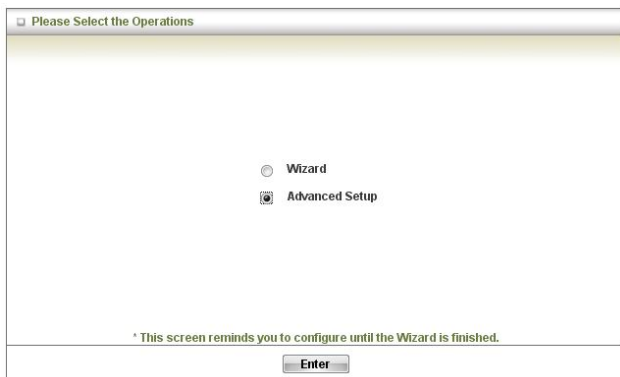 Please Select the Operations
Wizard
Advanced Setup
* This screen reminds you to configure until the Wizard is finished.
Enter